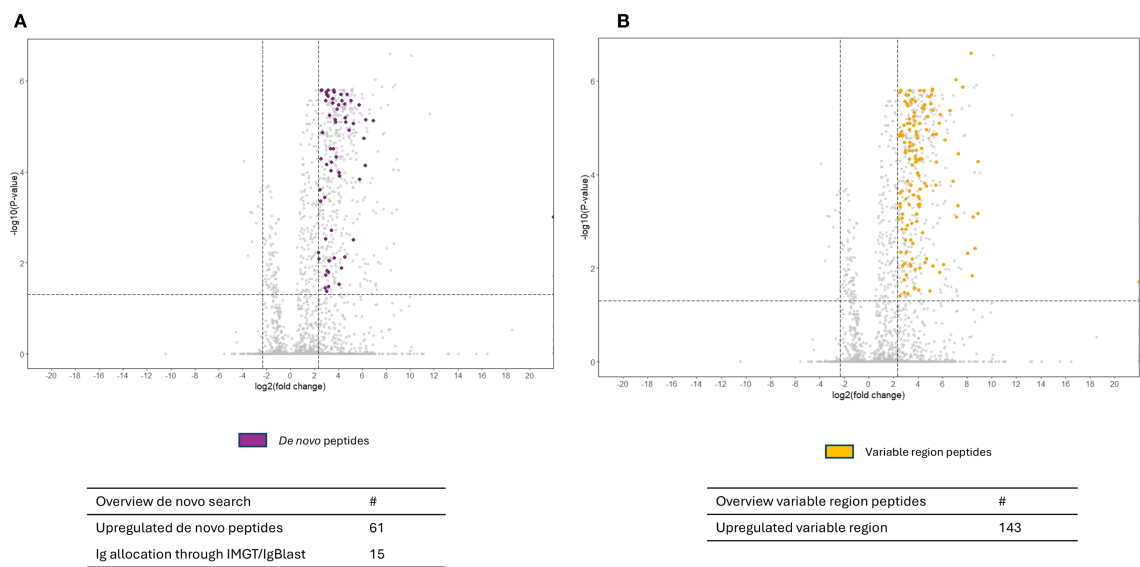 A
B
-log10(P-value)
6
4
2
0
-20 -18 -16 -14 -12 -10 -8 -6 -4 -2 0 2 4 6 8 10 12 14 16 18 20
log2(fold change)
-log10(P-value)
6
4
2
0
-20 -18 -16 -14 -12 -10 -8 -6 -4 -2 0 2 4 6 8 10 12 14 16 18 20
log2(fold change)
De novo peptides
Variable region peptides
Overview de novo search #
Upregulated de novo peptides 61
Ig allocation through IMGT/IgBlast 15
Overview variable region peptides #
Upregulated variable region 143